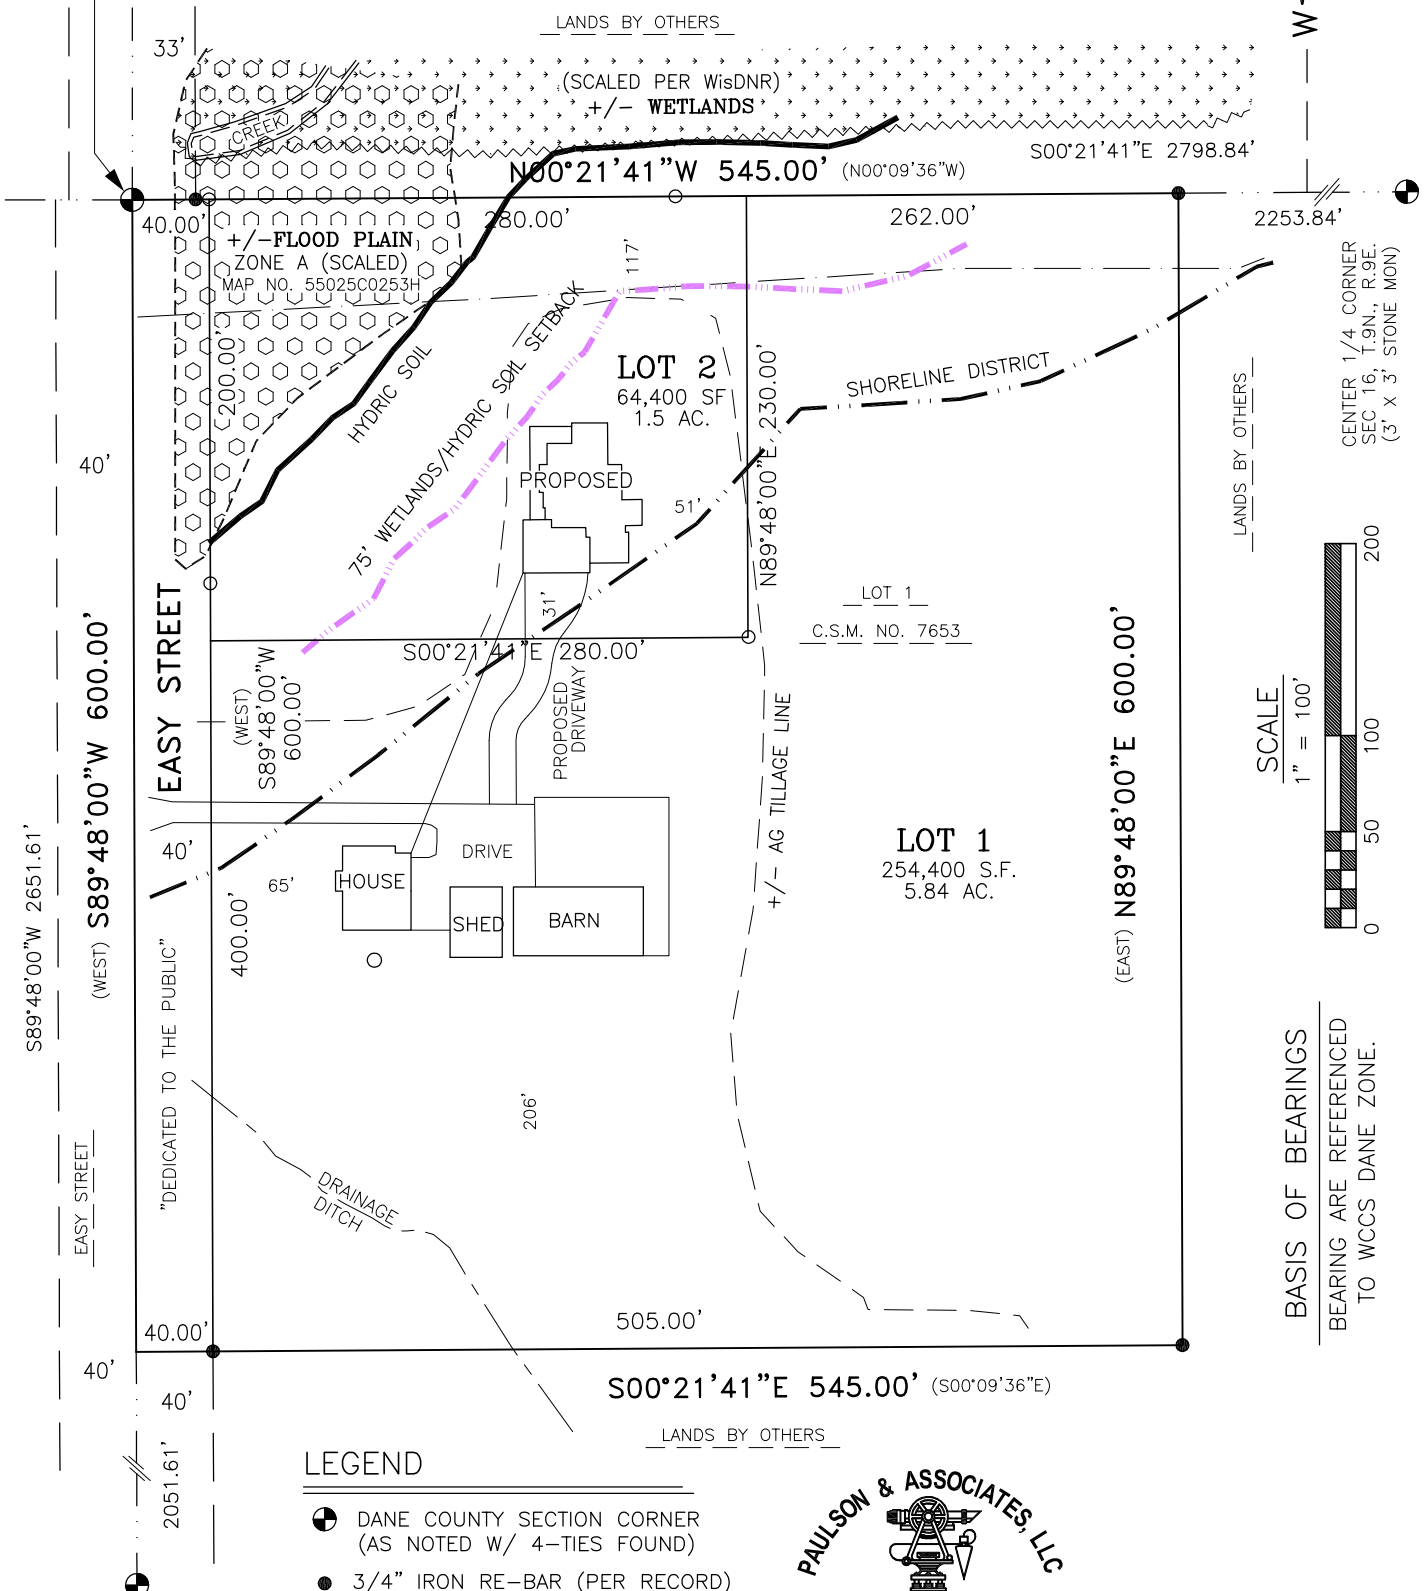 LANDS BY OTHERS
W
33'
(SCALED PER WisDNR)
+/- WETLANDS
CREEK
N00°21'41"W 545.00' (N00°09'36"W)
S00°21'41"E 2798.84'
40.00'
280.00'
262.00'
2253.84'
+/-FLOOD PLAIN
ZONE A (SCALED)
MAP NO. 55025C0253H
117'
CENTER 1/4 CORNER
SEC 16, T.9N., R.9E.
(3' X 3' STONE MON)
200.00'
HYDRIC SOIL
75' WETLANDS/HYDRIC SOIL SETBACK
LOT 2
64,400 SF
1.5 AC.
N89°48'00"E 230.00'
SHORELINE DISTRICT
LANDS BY OTHERS
40'
PROPOSED
51'
31'
LOT 1
C.S.M. NO. 7653
EASY STREET
S00°21'41"E 280.00'
(WEST)
S89°48'00"W
600.00'
PROPOSED
DRIVEWAY
(WEST) S89°48'00"W 600.00'
S89°48'00"W 2651.61'
(EAST) N89°48'00"E 600.00'
SCALE
1" = 100'
0 50 100 200
+/- AG TILLAGE LINE
40'
65'
DRIVE
HOUSE
SHED
BARN
LOT 1
254,400 S.F.
5.84 AC.
400.00'
"DEDICATED TO THE PUBLIC"
EASY STREET
206'
DRAINAGE
DITCH
BASIS OF BEARINGS
BEARING ARE REFERENCED
TO WCCS DANE ZONE.
40.00'
505.00'
40'
40'
S00°21'41"E 545.00' (S00°09'36"E)
LANDS BY OTHERS
2051.61'
LEGEND
DANE COUNTY SECTION CORNER
(AS NOTED W/ 4-TIES FOUND)
3/4" IRON RE-BAR (PER RECORD)
PAULSON & ASSOCIATES, LLC